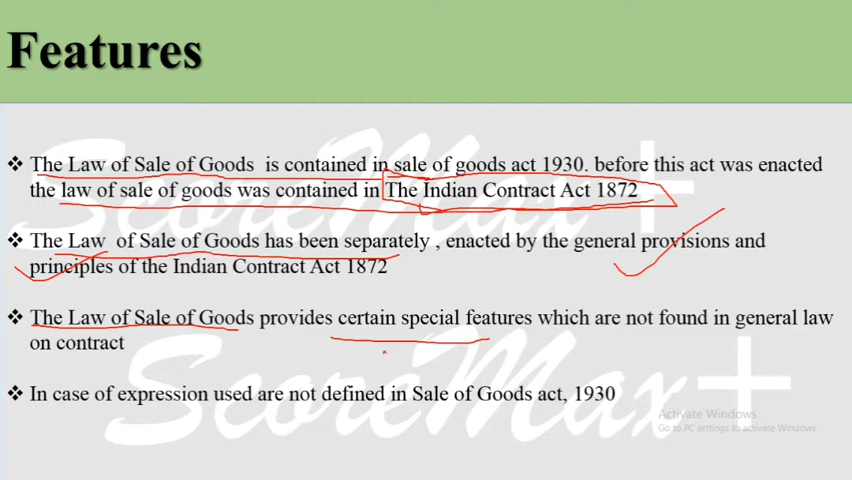 Features
❖ The Law of Sale of Goods is contained in sale of goods act 1930. before this act was enacted
the law of sale of goods was contained in The Indian Contract Act 1872
❖ The Law of Sale of Goods has been separately , enacted by the general provisions and
principles of the Indian Contract Act 1872
❖ The Law of Sale of Goods provides certain special features which are not found in general law
on contract
❖ In case of expression used are not defined in Sale of Goods act, 1930
ScoreMax+
ScoreMax+
Activate Windows
Go to PC settings to activate Windows.